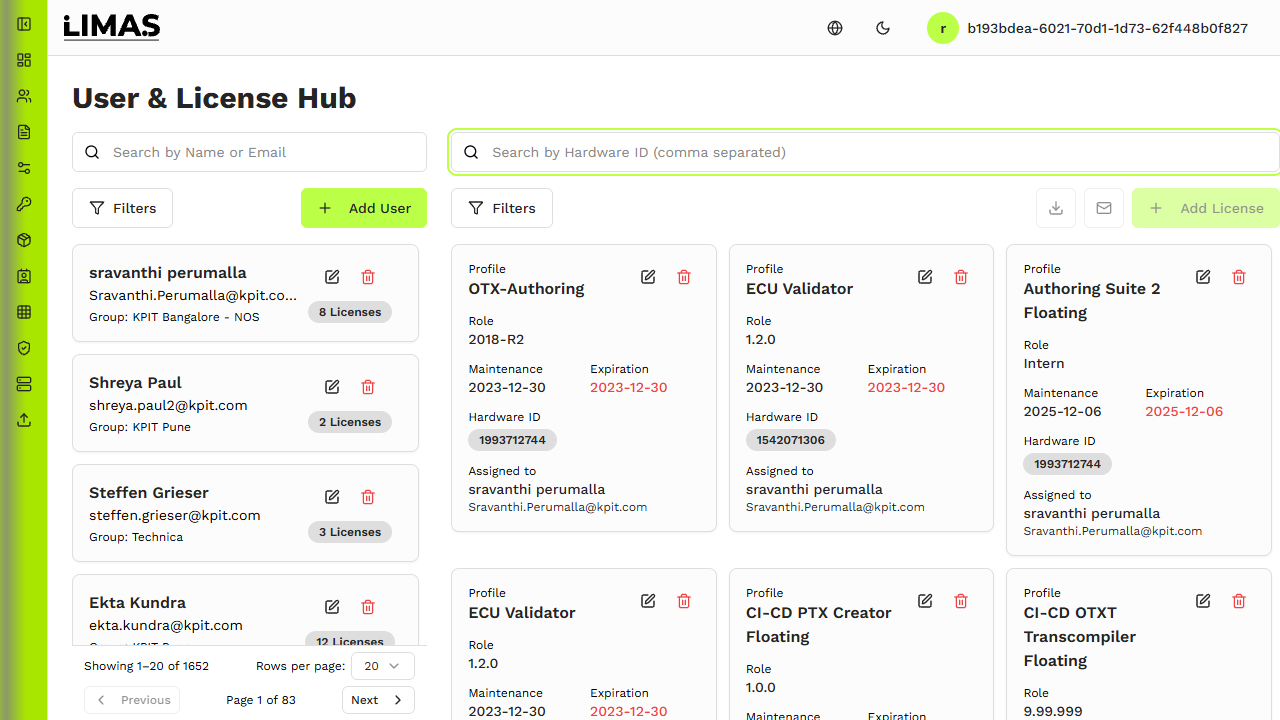 LIMAS
r
b193bdea-6021-70d1-1d73-62f448b0f827
User & License Hub
Search by Name or Email
Search by Hardware ID (comma separated)
Filters
Add User
Filters
Add License
sravanthi perumalla
Sravanthi.Perumalla@kpit.co...
Group: KPIT Bangalore - NOS
8 Licenses
Shreya Paul
shreya.paul2@kpit.com
Group: KPIT Pune
2 Licenses
Steffen Grieser
steffen.grieser@kpit.com
Group: Technica
3 Licenses
Ekta Kundra
ekta.kundra@kpit.com
12 Licenses
Showing 1–20 of 1652
Rows per page:
20
Previous
Page 1 of 83
Next
Profile
OTX-Authoring
Role
2018-R2
Maintenance
Expiration
2023-12-30
2023-12-30
Hardware ID
1993712744
Assigned to
sravanthi perumalla
Sravanthi.Perumalla@kpit.com
Profile
ECU Validator
Role
1.2.0
Maintenance
Expiration
2023-12-30
2023-12-30
Hardware ID
1542071306
Assigned to
sravanthi perumalla
Sravanthi.Perumalla@kpit.com
Profile
Authoring Suite 2
Floating
Role
Intern
Maintenance
Expiration
2025-12-06
2025-12-06
Hardware ID
1993712744
Assigned to
sravanthi perumalla
Sravanthi.Perumalla@kpit.com
Profile
ECU Validator
Role
1.2.0
Maintenance
Expiration
2023-12-30
2023-12-30
Profile
CI-CD PTX Creator
Floating
Role
1.0.0
Maintenance
Expiration
Profile
CI-CD OTXT
Transcompiler
Floating
Role
9.99.999